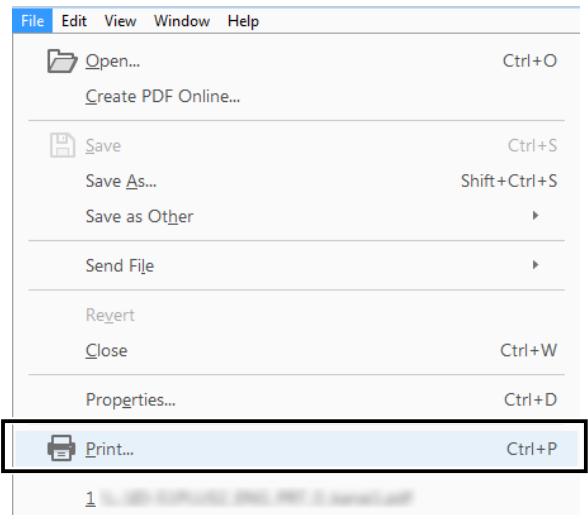 File Edit View Window Help
Open... Ctrl+O
Create PDF Online...
Save Ctrl+S
Save As... Shift+Ctrl+S
Save as Other
Send File
Revert
Close Ctrl+W
Properties... Ctrl+D
Print... Ctrl+P
1